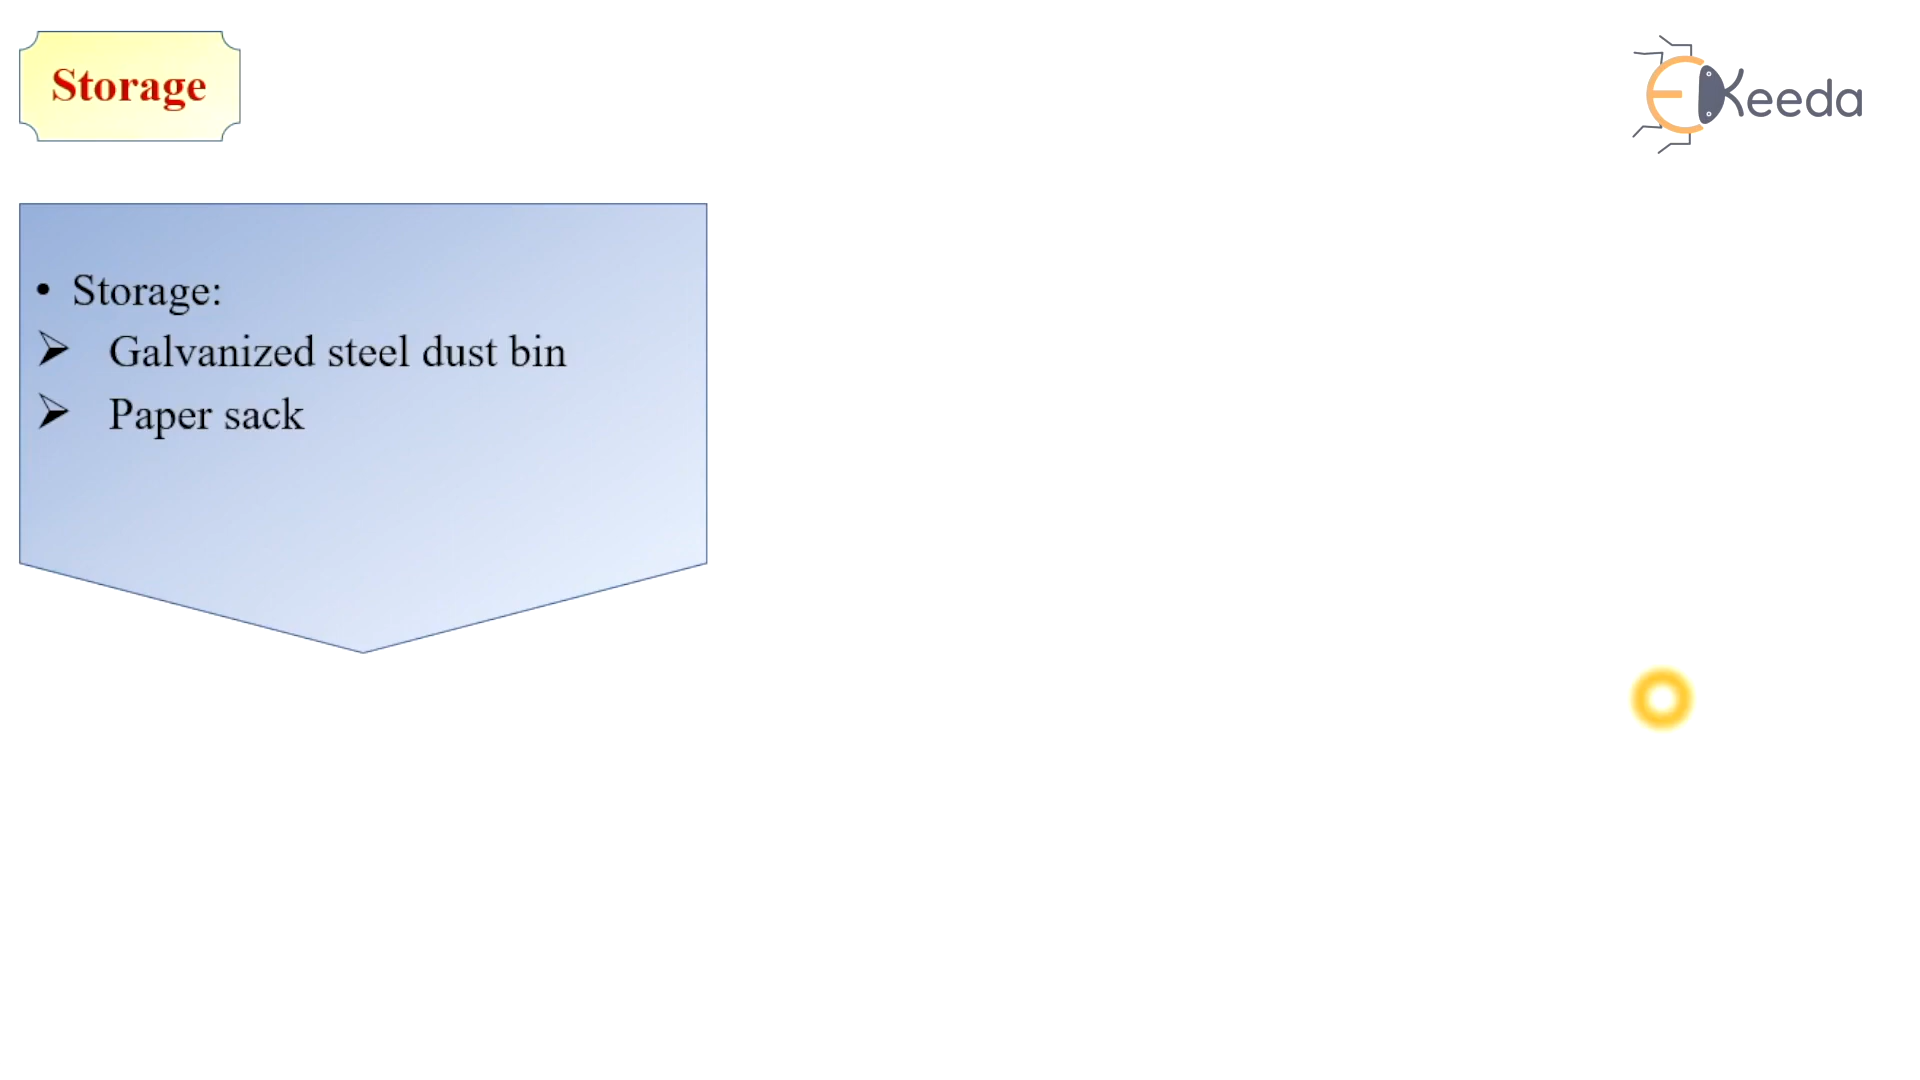 Storage
EKeeda
• Storage:
➢ Galvanized steel dust bin
➢ Paper sack